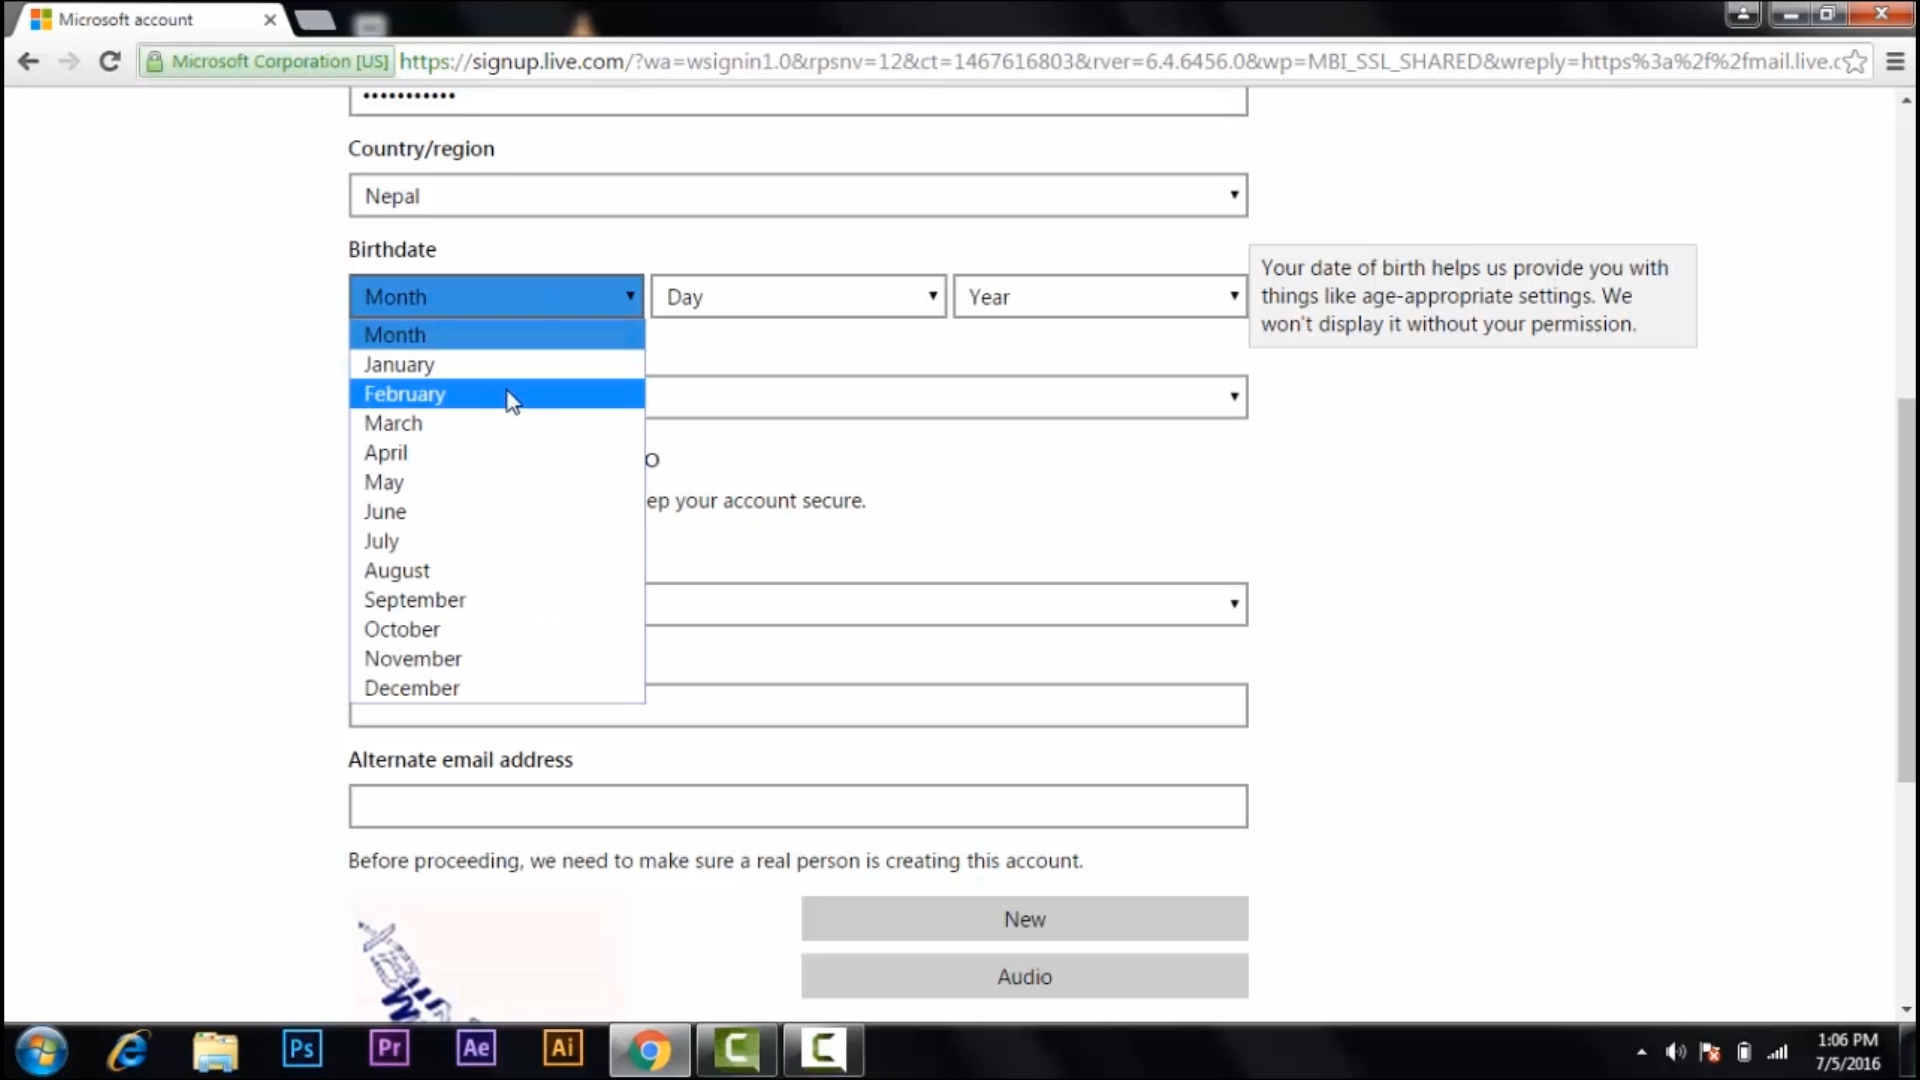 Microsoft account
Microsoft Corporation [US] https://signup.live.com/?wa=wsignin1.0&rpsnv=12&ct=1467616803&rver=6.4.6456.0&wp=MBI_SSL_SHARED&wreply=https%3a%2f%2fmail.live.c
•••••••••••
Country/region
Nepal
Birthdate
Month Day Year
Your date of birth helps us provide you with
things like age-appropriate settings. We
won't display it without your permission.
Month
January
February
March
April
May
June
July
August
September
October
November
December
ep your account secure.
Alternate email address
Before proceeding, we need to make sure a real person is creating this account.
New
Audio
Ps Pr Ae Ai
1:06 PM
7/5/2016